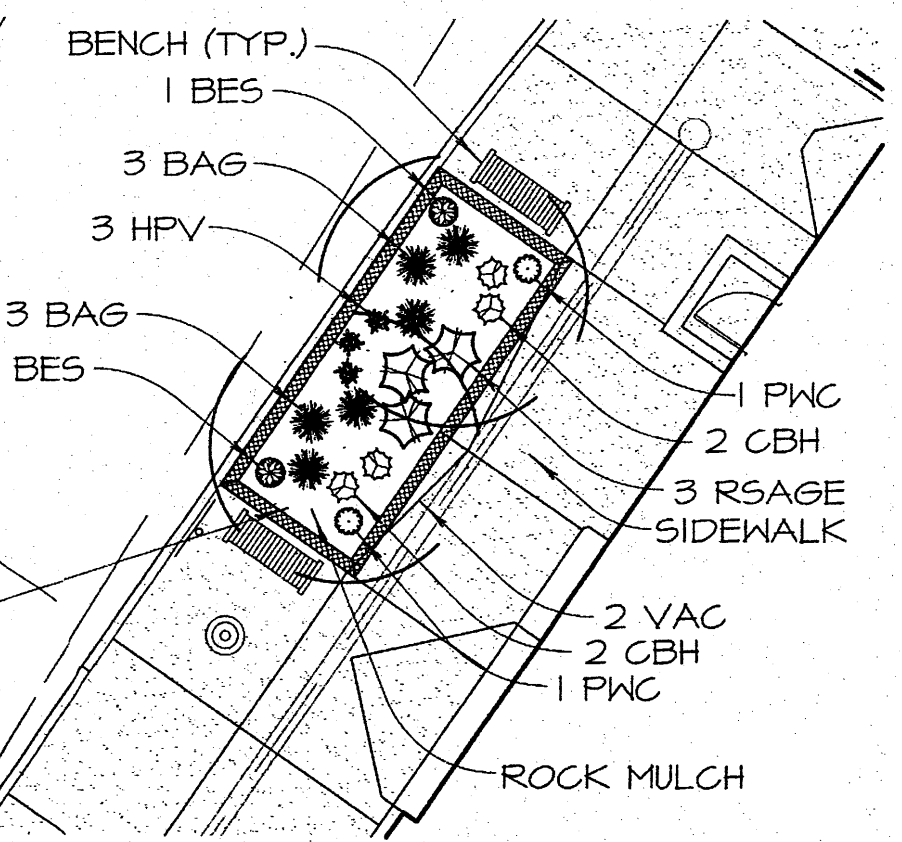 BENCH (TYP.)
1 BES
3 BAG
3 HPV
3 BAG
BES
1 PWC
2 CBH
3 RSAGE
SIDEWALK
2 VAC
2 CBH
1 PWC
ROCK MULCH